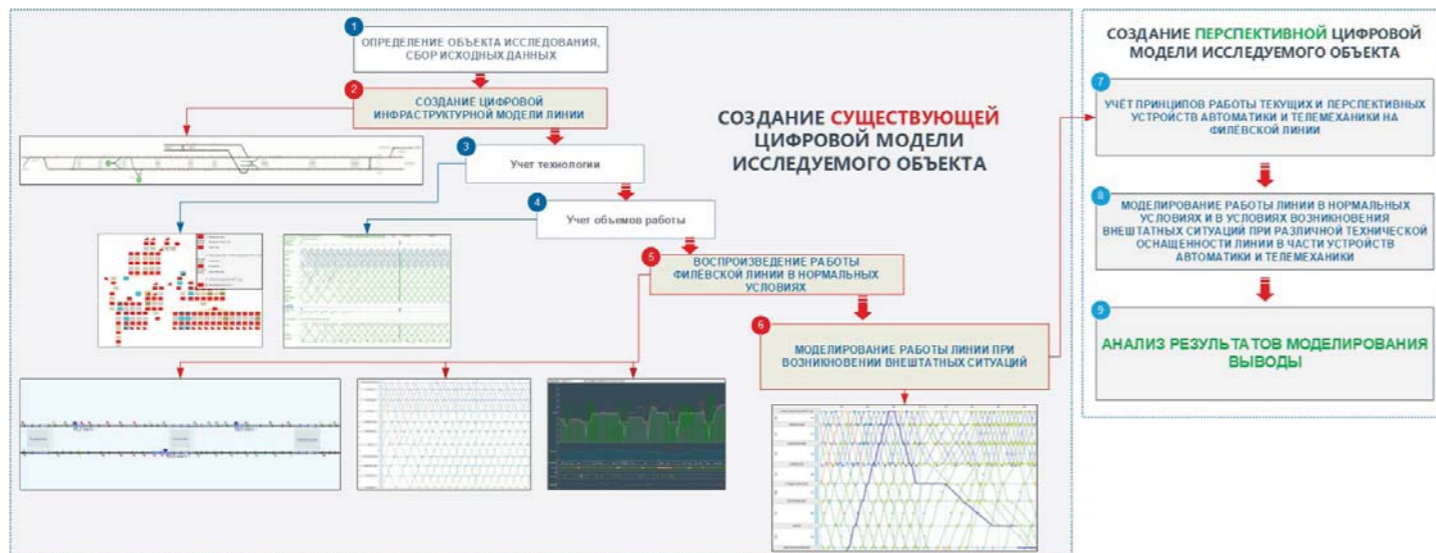 1
ОПРЕДЕЛЕНИЕ ОБЪЕКТА ИССЛЕДОВАНИЯ,
СБОР ИСХОДНЫХ ДАННЫХ
2
СОЗДАНИЕ ЦИФРОВОЙ
ИНФРАСТРУКТУРНОЙ МОДЕЛИ ЛИНИИ
СОЗДАНИЕ СУЩЕСТВУЮЩЕЙ
ЦИФРОВОЙ МОДЕЛИ
ИССЛЕДУЕМОГО ОБЪЕКТА
3
Учет технологии
4
Учет объемов работы
5
ВОСПРОИЗВЕДЕНИЕ РАБОТЫ
ФИЛЁВСКОЙ ЛИНИИ В НОРМАЛЬНЫХ
УСЛОВИЯХ
6
МОДЕЛИРОВАНИЕ РАБОТЫ ЛИНИИ ПРИ
ВОЗНИКНОВЕНИИ ВНЕШТАТНЫХ СИТУАЦИЙ
СОЗДАНИЕ ПЕРСПЕКТИВНОЙ ЦИФРОВОЙ
МОДЕЛИ ИССЛЕДУЕМОГО ОБЪЕКТА
7
УЧЁТ ПРИНЦИПОВ РАБОТЫ ТЕКУЩИХ И ПЕРСПЕКТИВНЫХ
УСТРОЙСТВ АВТОМАТИКИ И ТЕЛЕМЕХАНИКИ НА
ФИЛЁВСКОЙ ЛИНИИ
8
МОДЕЛИРОВАНИЕ РАБОТЫ ЛИНИИ В НОРМАЛЬНЫХ
УСЛОВИЯХ И В УСЛОВИЯХ ВОЗНИКНОВЕНИЯ
ВНЕШТАТНЫХ СИТУАЦИЙ ПРИ РАЗЛИЧНОЙ ТЕХНИЧЕСКОЙ
ОСНАЩЕННОСТИ ЛИНИИ В ЧАСТИ УСТРОЙСТВ
АВТОМАТИКИ И ТЕЛЕМЕХАНИКИ
9
АНАЛИЗ РЕЗУЛЬТАТОВ МОДЕЛИРОВАНИЯ
ВЫВОДЫ